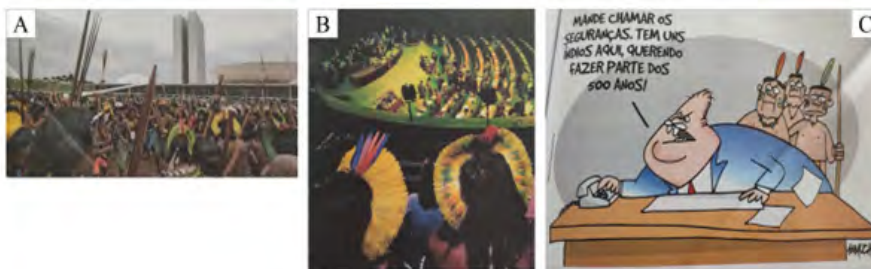 A
B
C
MANDE CHAMAR OS
SEGURANÇAS. TEM UNS
ÍNDIOS AQUI, QUERENDO
FAZER PARTE DOS
500 ANOS!